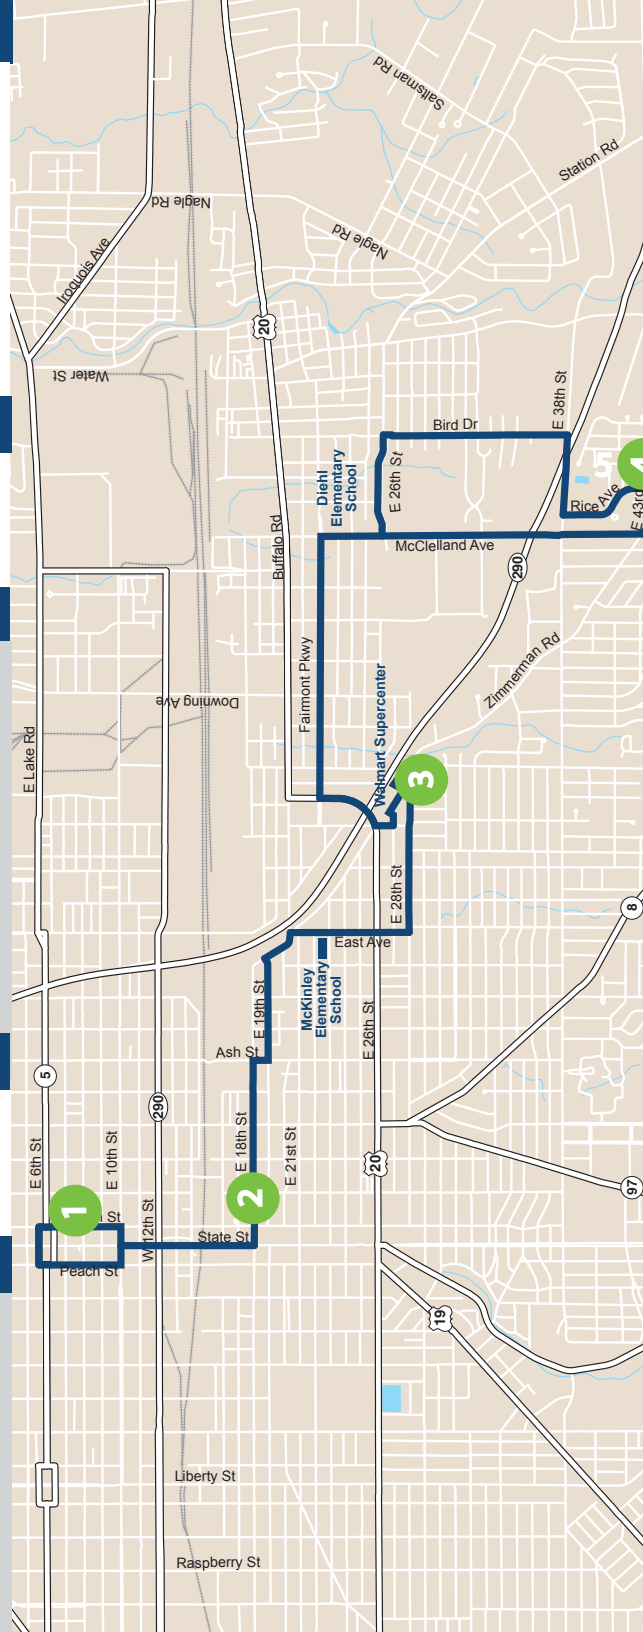 Saltsman Rd
Station Rd
Nagle Rd
Nagle Rd
Iroquois Ave
20
Water St
E 38th St
Bird Dr
Diehl
Elementary
School
E 26th St
5
4
Rice Ave
E 43rd
McClelland Ave
Buffalo Rd
290
Fairmont Pkwy
Zimmerman Rd
Downing Ave
E Lake Rd
Walmart Supercenter
3
E 28th St
East Ave
McKinley
Elementary
School
E 19th St
8
E 26th St
Ash St
5
290
E 18th St
E 6th St
E 10th St
E 21st St
20
97
1
St
2
W 12th St
State St
Peach St
19
Liberty St
Raspberry St